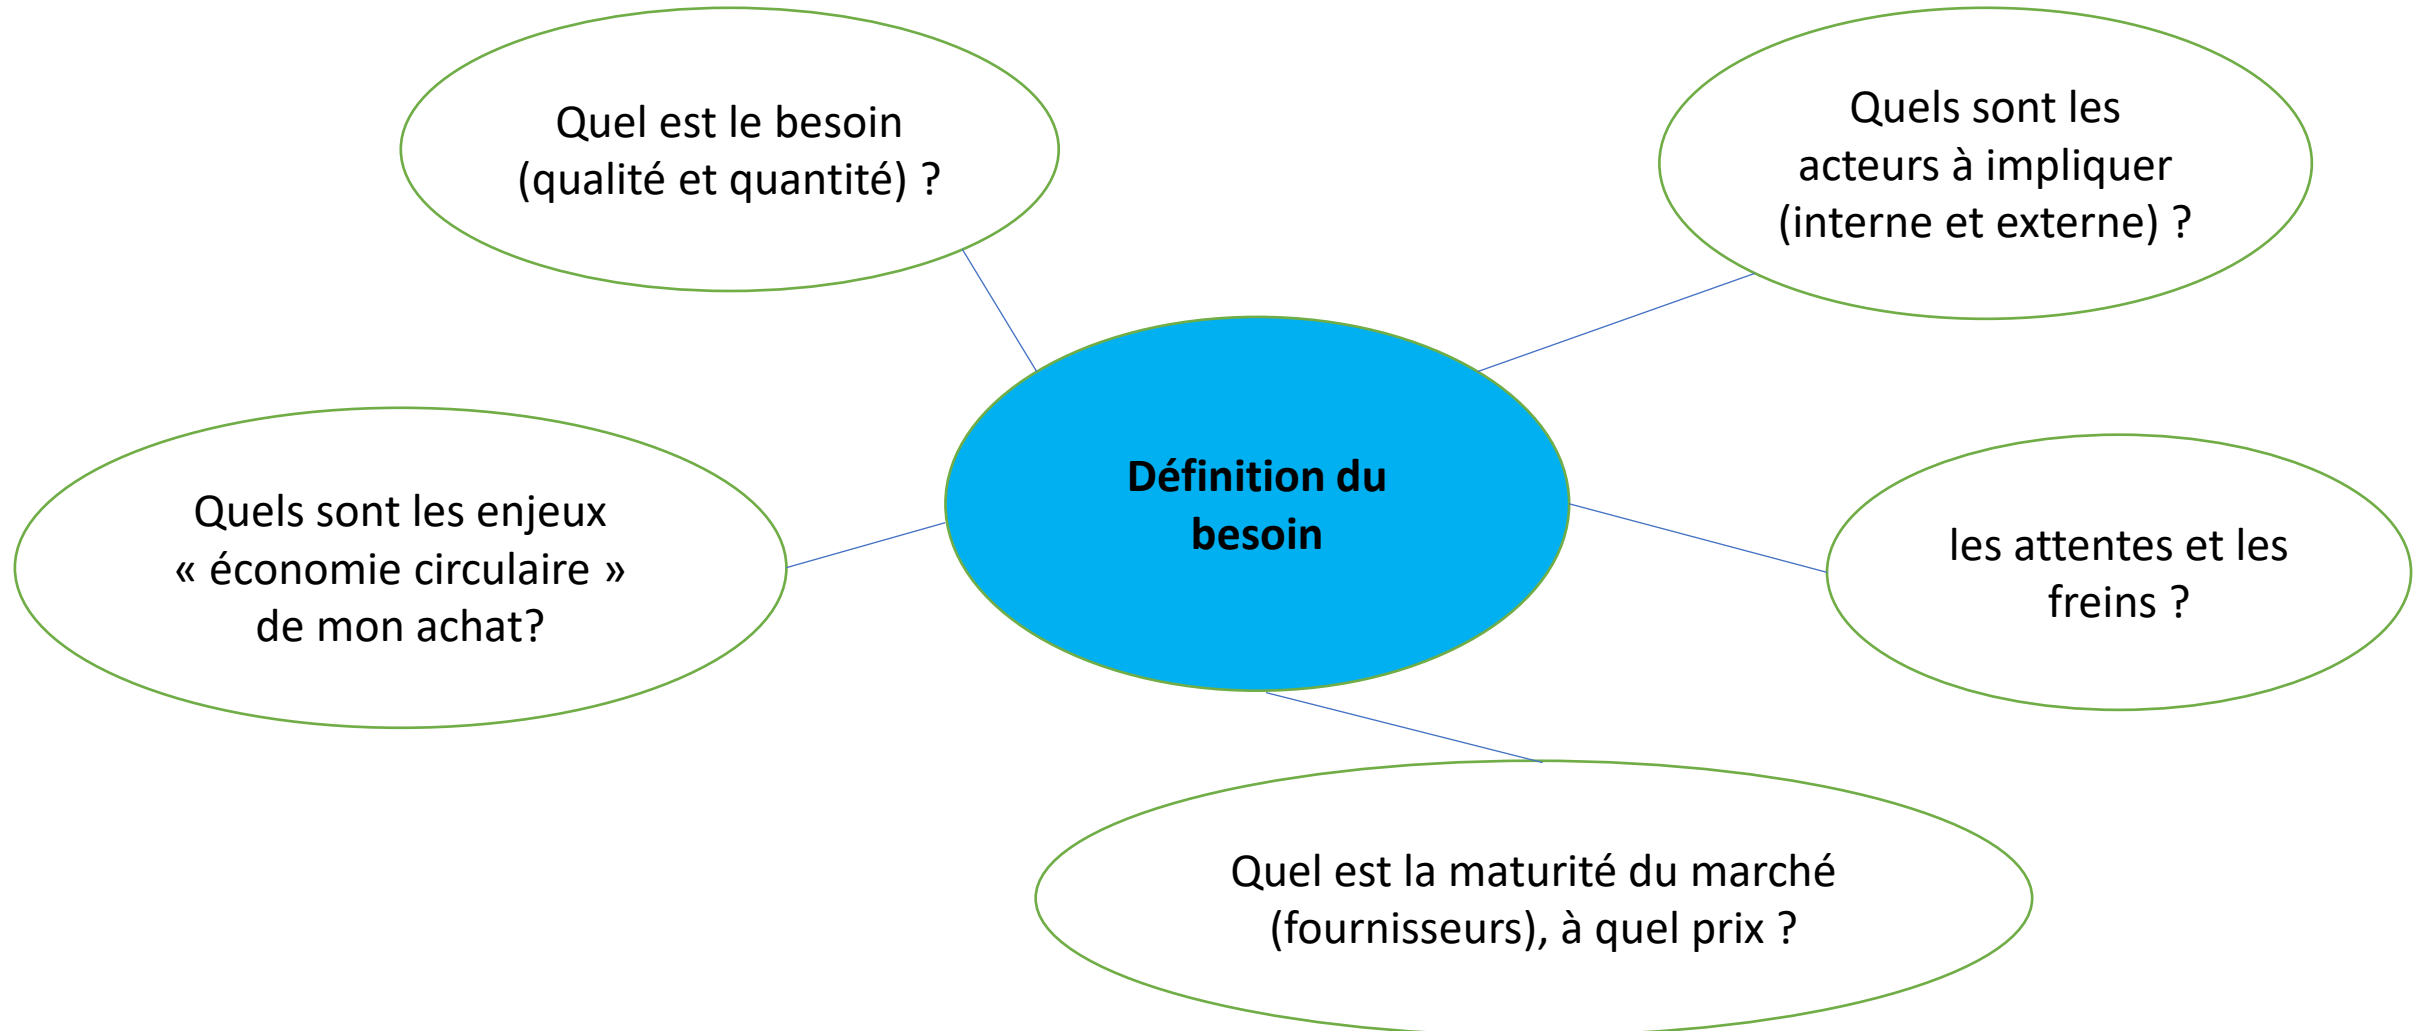 Quel est le besoin
(qualité et quantité) ?
Quels sont les
acteurs à impliquer
(interne et externe) ?
Définition du
besoin
Quels sont les enjeux
« économie circulaire »
de mon achat?
les attentes et les
freins ?
Quel est la maturité du marché
(fournisseurs), à quel prix ?